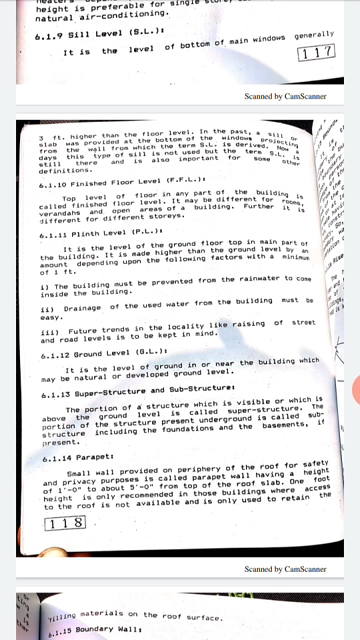 height is preferable for single
natural air-conditioning.
6.1.9 Sill Level (S.L.):
It is the level of bottom of main windows generally
117
Scanned by CamScanner
3 ft. higher than the floor level. In the past, a sill or
slab was provided at the bottom of the windows projecting
from the wall from which the term S.L. is derived. Now a
days this type of sill is not used but the term S.L. is
still there and is also important for some other
definitions.
6.1.10 Finished Floor Level (F.F.L.):
Top level of floor in any part of the building is
called finished floor level. It may be different for rooms,
verandahs and open areas of a building. Further it is
different for different storeys.
6.1.11 Plinth Level (P.L.):
It is the level of the ground floor top in main part of
the building. It is made higher than the ground level by an
amount depending upon the following factors with a minimum
of 1 ft.
i) The building must be prevented from the rainwater to come
inside the building.
ii) Drainage of the used water from the building must be
easy.
iii) Future trends in the locality like raising of street
and road levels is to be kept in mind.
6.1.12 Ground Level (G.L.):
It is the level of ground in or near the building which
may be natural or developed ground level.
6.1.13 Super-Structure and Sub-Structure:
The portion of a structure which is visible or which is
above the ground level is called super-structure. The
portion of the structure present underground is called sub-
structure including the foundations and the basements, if
present.
6.1.14 Parapet:
Small wall provided on periphery of the roof for safety
and privacy purposes is called parapet wall having a height
of 1'-0" to about 5'-0" from top of the roof slab. One foot
height is only recommended in those buildings where access
to the roof is not available and is only used to retain the
118
Scanned by CamScanner
filling materials on the roof surface.
6.1.15 Boundary Wall: